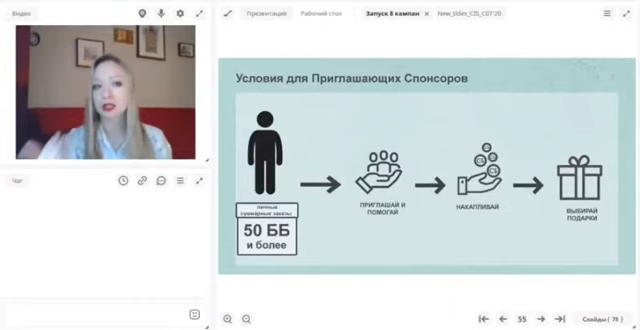 Видео
Презентация
Рабочий стол
Запуск 8 кампан ×
New_Sldes_CIS_C07'20
Условия для Приглашающих Спонсоров
личные
суммарные заказы
50 ББ
и более
ПРИГЛАШАЙ И
ПОМОГАЙ
НАКАПЛИВАЙ
ВЫБИРАЙ
ПОДАРКИ
Чат
55
Слайды ( 78 )